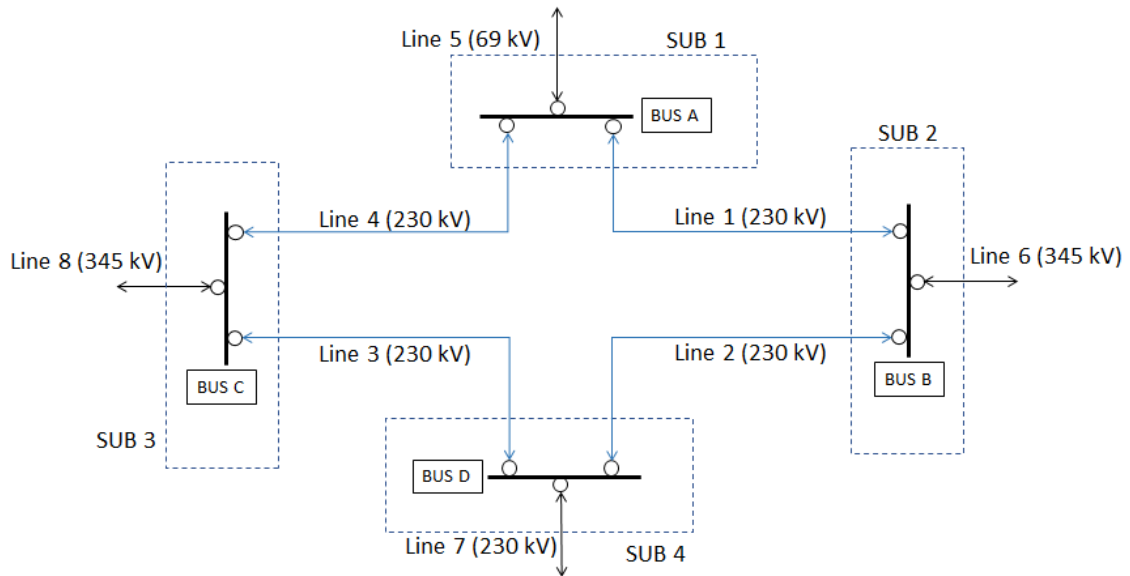 Line 5 (69 kV)
SUB 1
BUS A
SUB 2
Line 4 (230 kV)
Line 1 (230 kV)
Line 8 (345 kV)
Line 6 (345 kV)
Line 3 (230 kV)
Line 2 (230 kV)
BUS C
BUS B
SUB 3
BUS D
Line 7 (230 kV)
SUB 4